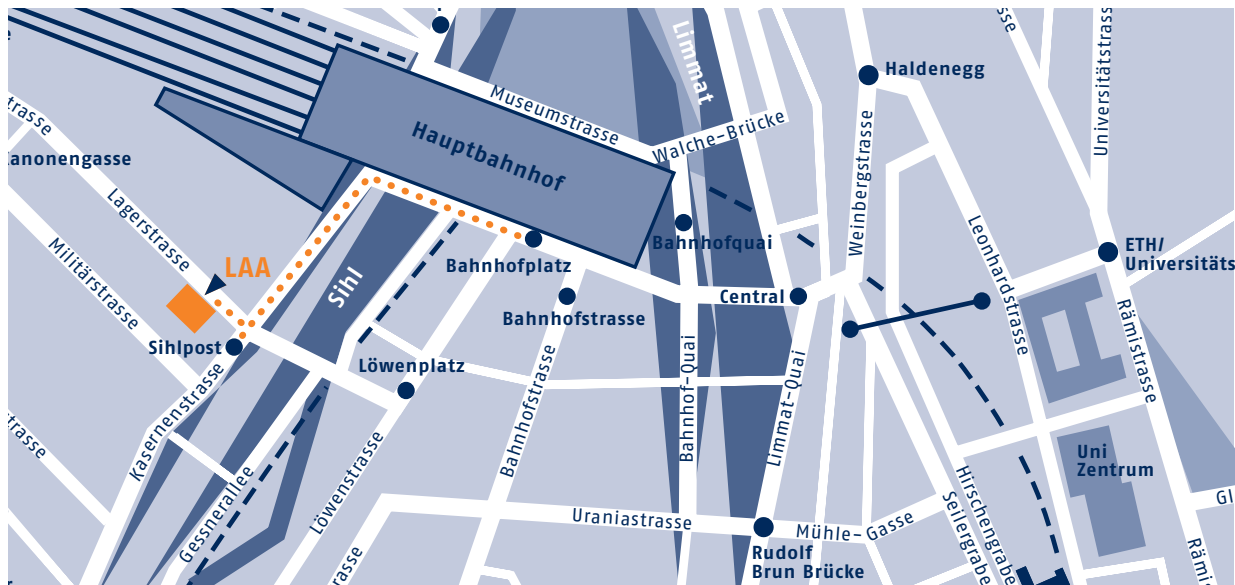 Limmat
Haldenegg
Universitätstrasse
Museumstrasse
Walche-Brücke
Hauptbahnhof
Weinbergstrasse
Lagerstrasse
Militärstrasse
Bahnhofquai
Leonhardstrasse
ETH/
Universitäts
LAA
Bahnhofplatz
Sihl
Central
Bahnhofstrasse
Rämistrasse
Sihlpost
Löwenplatz
Bahnhof-Quai
Limmat-Quai
Kasernenstrasse
Bahnhofstrasse
Löwenstrasse
Gessnerallee
Uni
Zentrum
Uraniastrasse
Mühle-Gasse
Seilergrabe
Hirschengrabe
Rudolf
Brun Brücke
Gl
Rämi